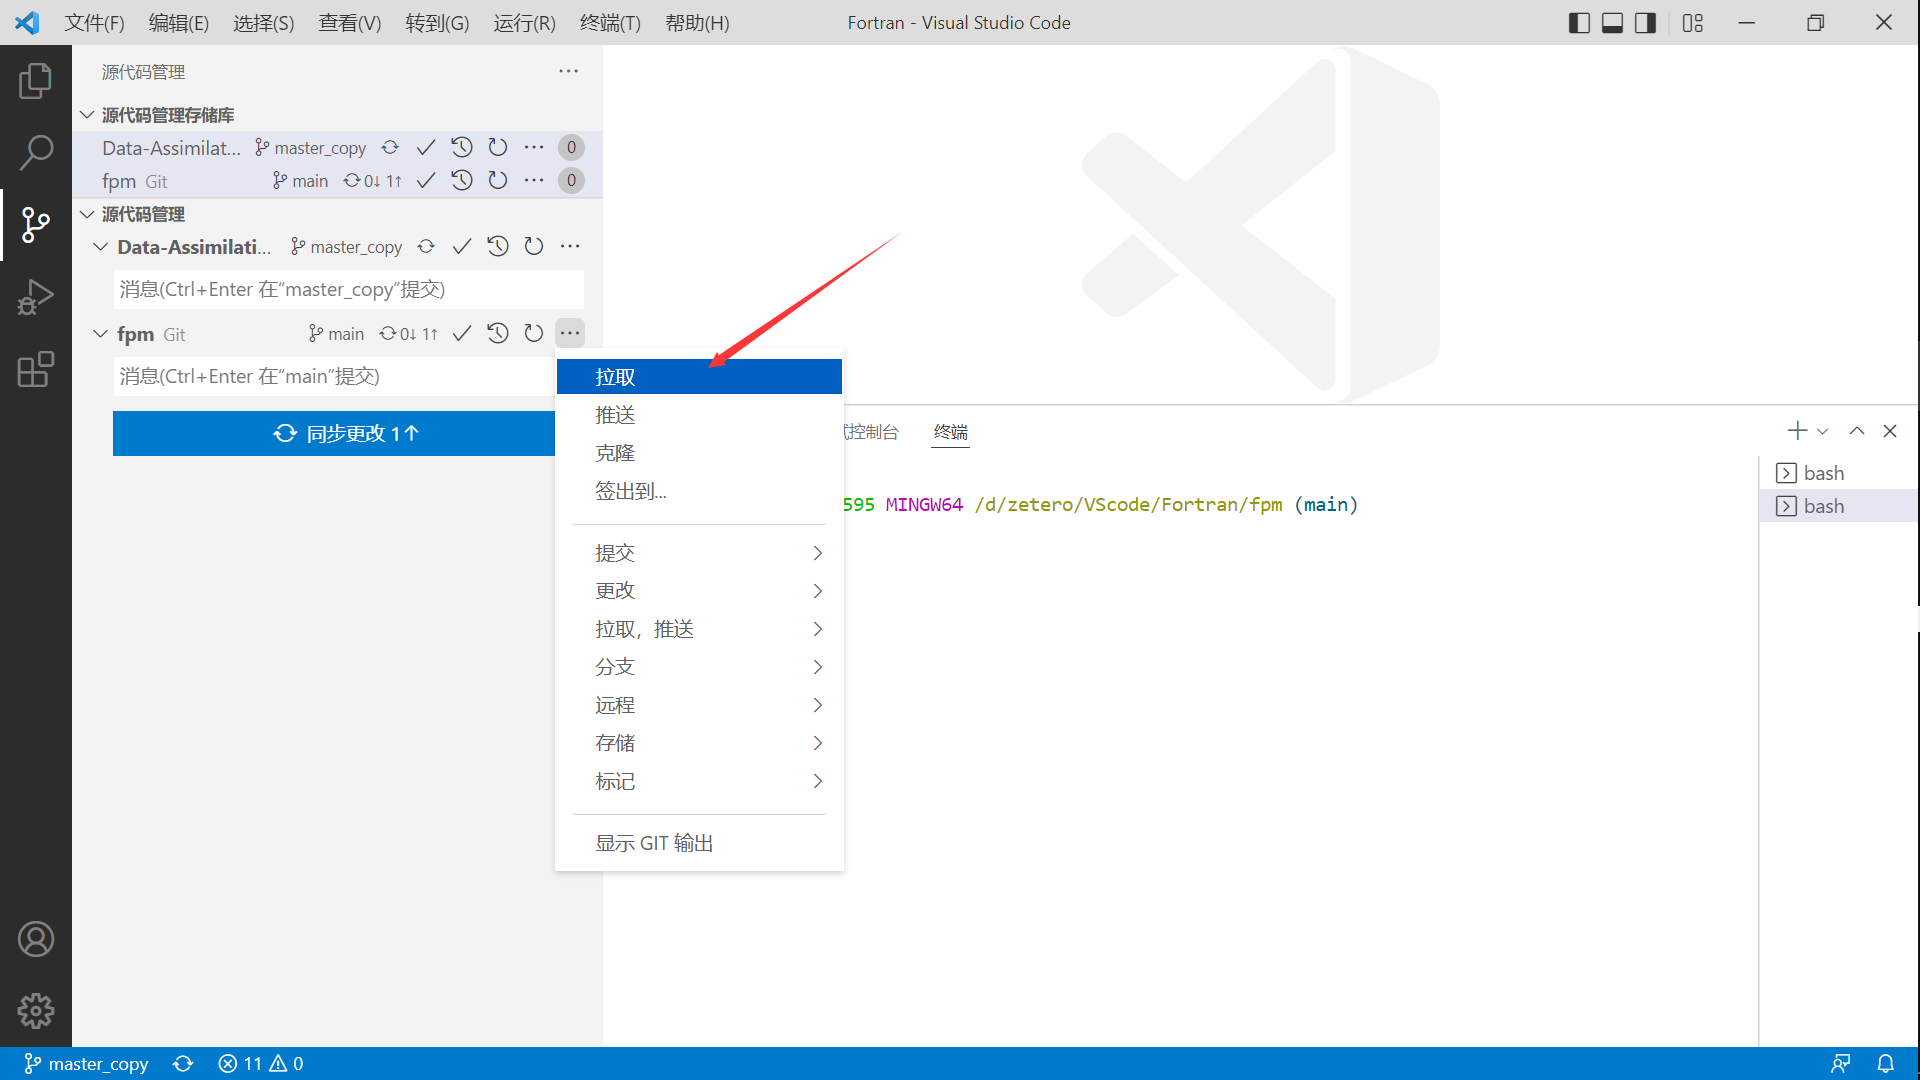 文件(F) 编辑(E) 选择(S) 查看(V) 转到(G) 运行(R) 终端(T) 帮助(H) Fortran - Visual Studio Code
源代码管理
源代码管理存储库
Data-Assimilat... master_copy 0
fpm Git main 0↓ 1↑ 0
源代码管理
Data-Assimilati... master_copy
消息(Ctrl+Enter 在“master_copy”提交)
fpm Git main 0↓ 1↑
消息(Ctrl+Enter 在“main”提交)
同步更改 1↑
拉取
推送
克隆
签出到...
提交
更改
拉取，推送
分支
远程
存储
标记
显示 GIT 输出
控制台 终端
595 MINGW64 /d/zetero/VScode/Fortran/fpm (main)
bash
bash
master_copy 11 0